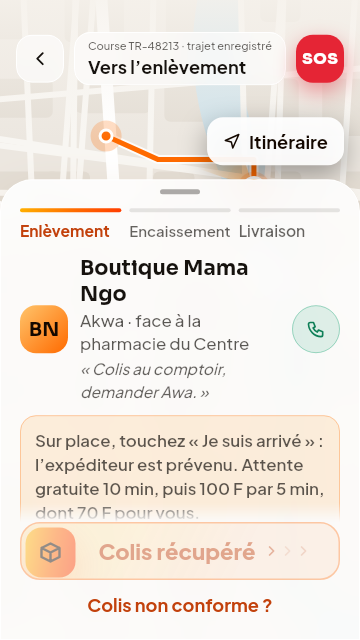 Course TR-48213 · trajet enregistré
Vers l’enlèvement
SOS
Itinéraire
Enlèvement Encaissement Livraison
Boutique Mama
Ngo
BN
Akwa · face à la
pharmacie du Centre
« Colis au comptoir,
demander Awa. »
Sur place, touchez « Je suis arrivé » :
l’expéditeur est prévenu. Attente
gratuite 10 min, puis 100 F par 5 min,
dont 70 F pour vous.
Colis récupéré
Colis non conforme ?